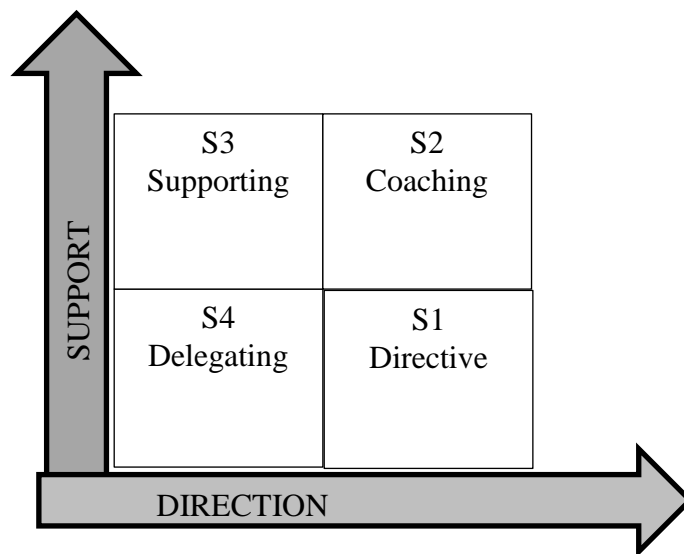 S3
Supporting
S2
Coaching
SUPPORT
S4
Delegating
S1
Directive
DIRECTION